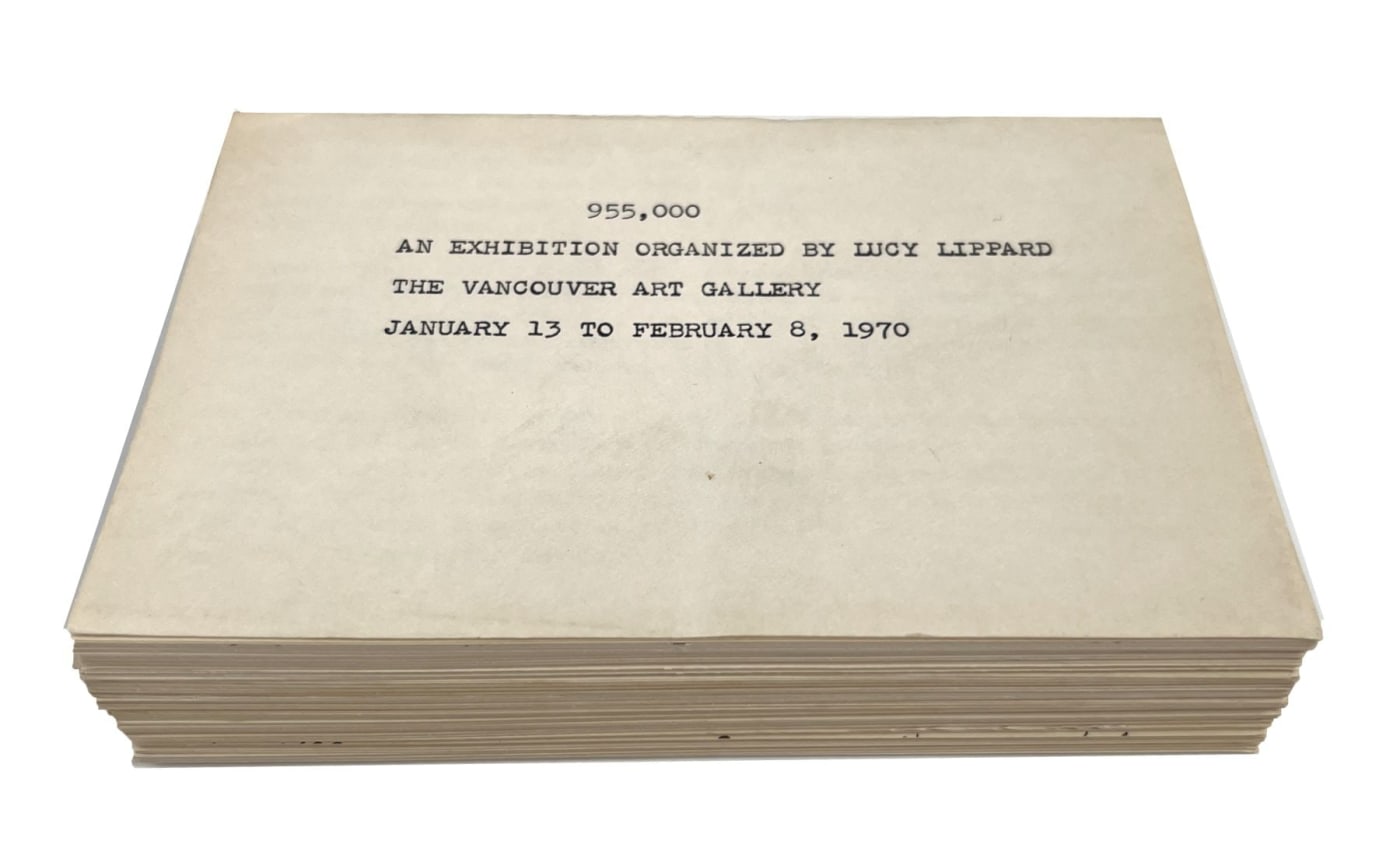 955,000
AN EXHIBITION ORGANIZED BY LUCY LIPPARD
THE VANCOUVER ART GALLERY
JANUARY 13 TO FEBRUARY 8, 1970